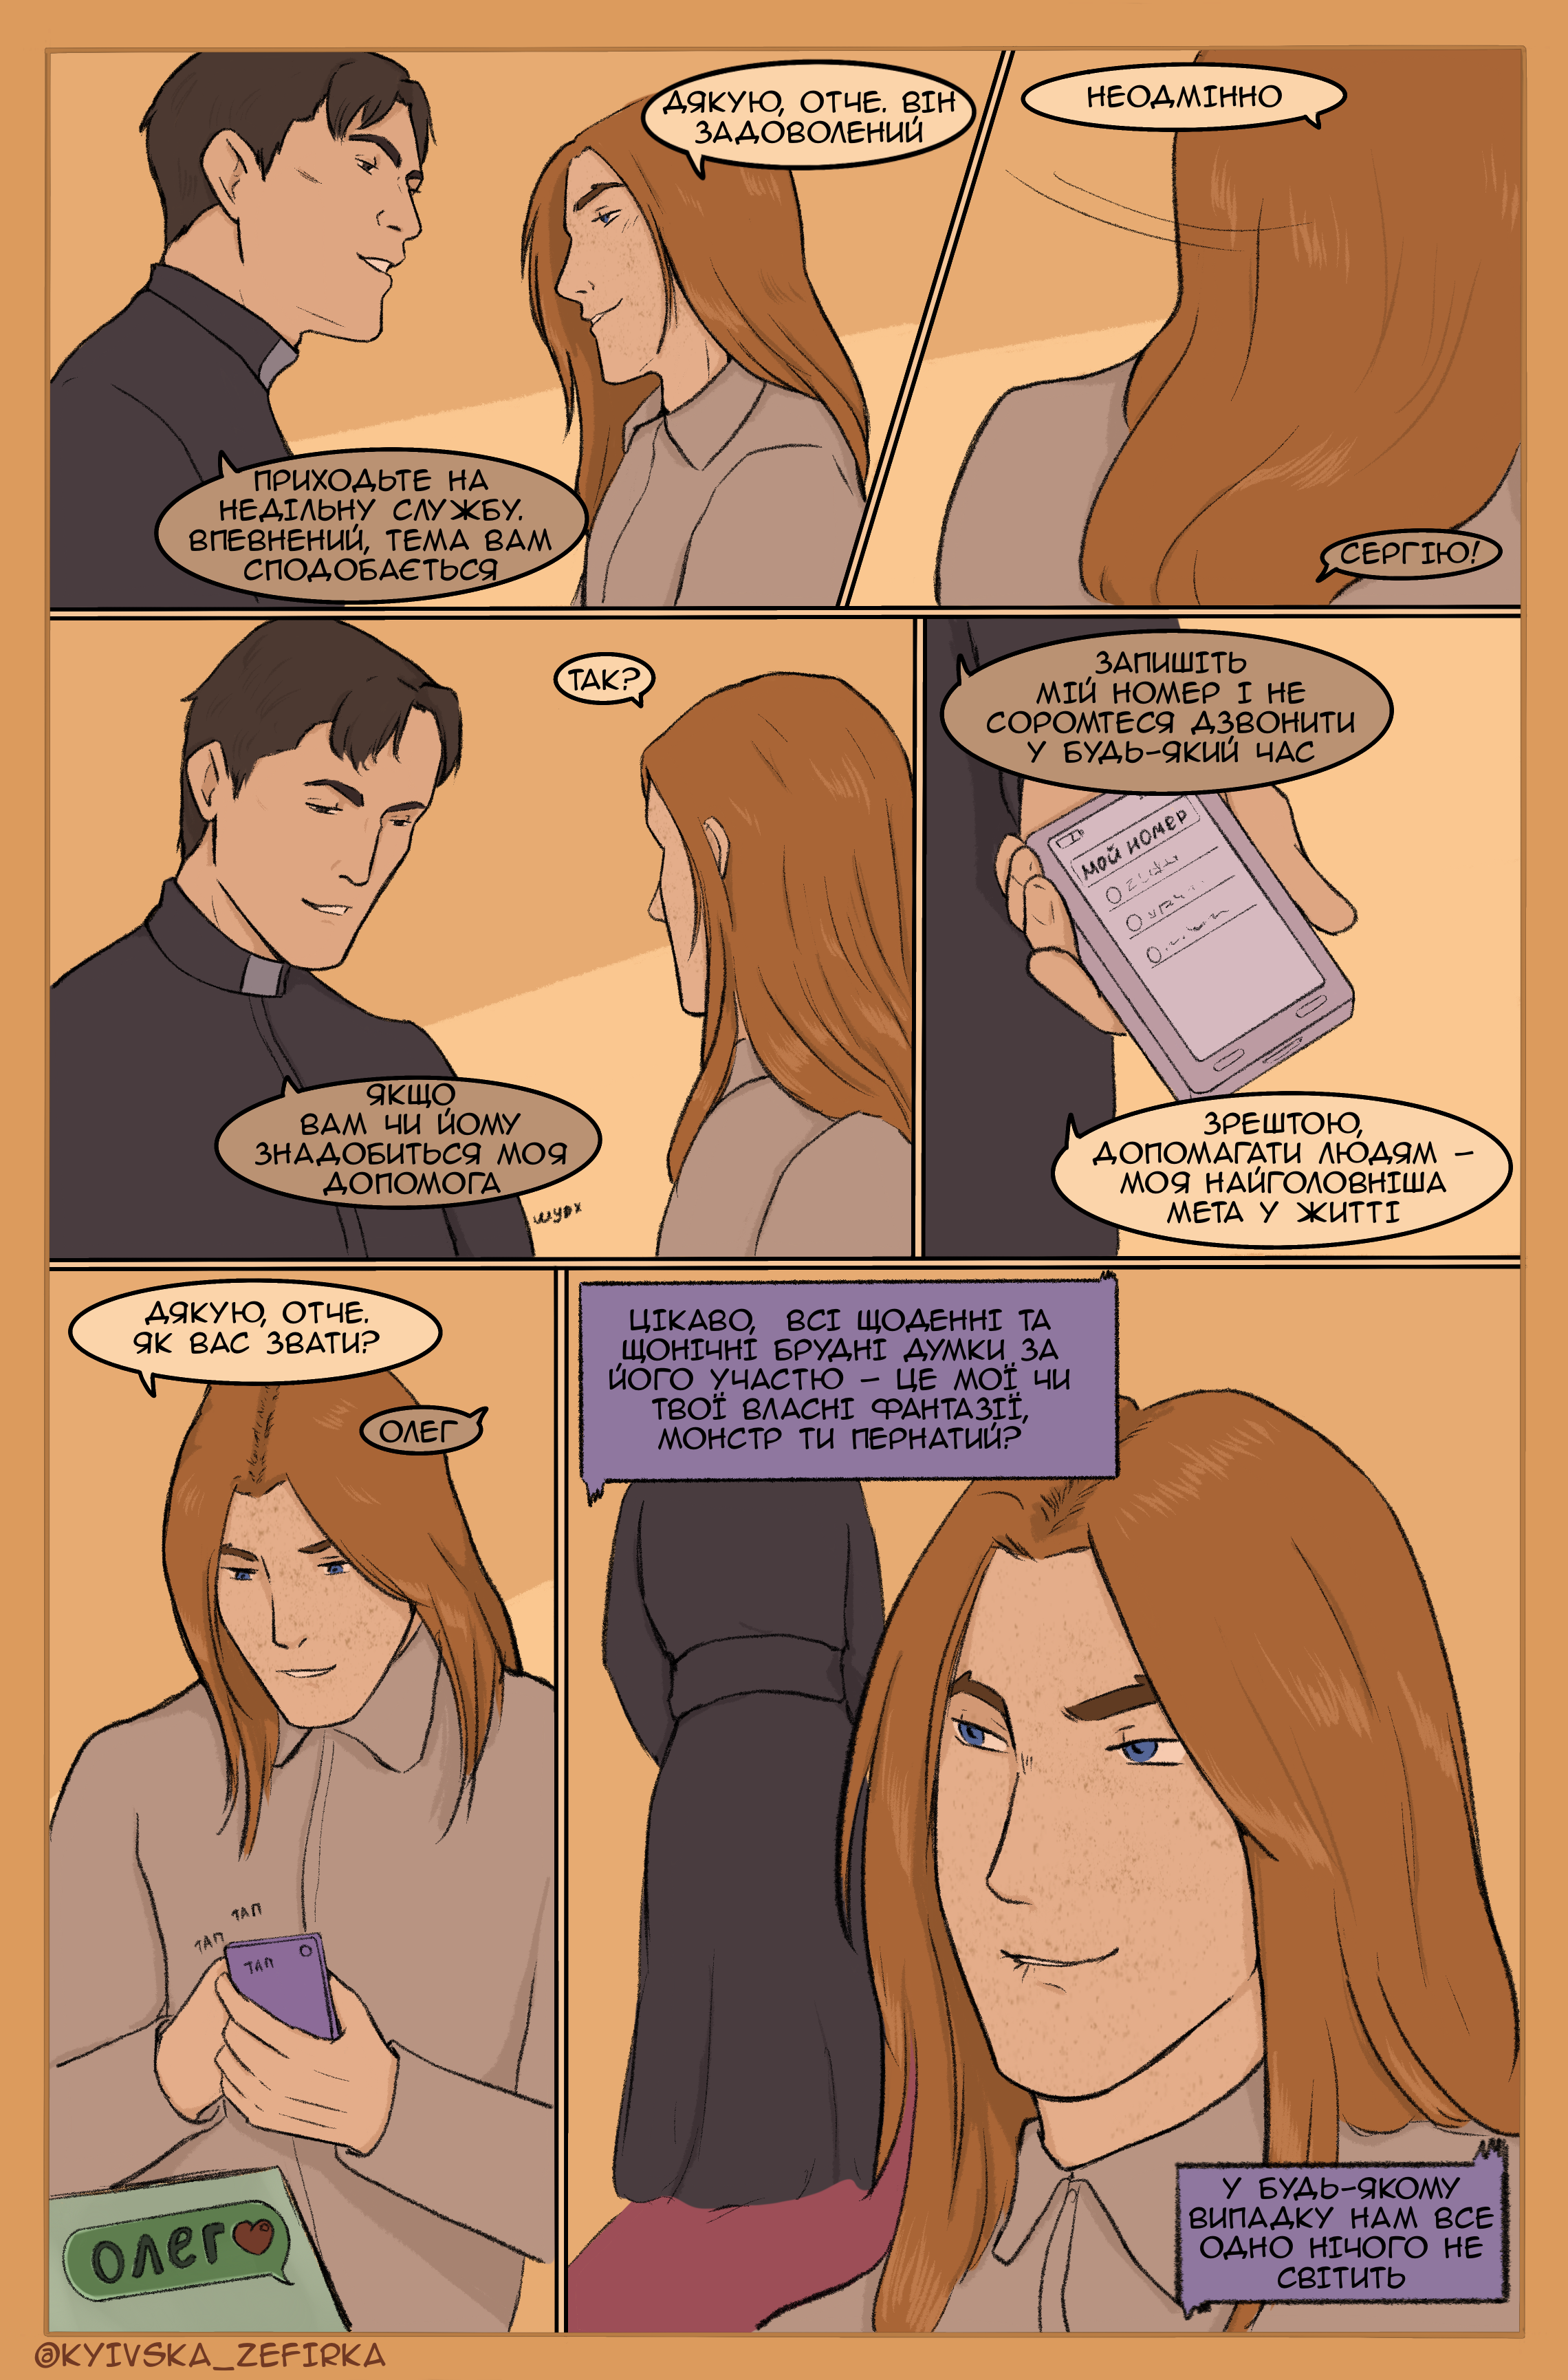 ДЯКУЮ, ОТЧЕ. ВІН
ЗАДОВОЛЕНИЙ
ПРИХОДЬТЕ НА
НЕДІЛЬНУ СЛУЖБУ.
ВПЕВНЕНИЙ, ТЕМА ВАМ
СПОДОБАЄТЬСЯ
НЕОДМІННО
СЕРГІЮ!
ТАК?
ЯКЩО
ВАМ ЧИ ЙОМУ
ЗНАДОБИТЬСЯ МОЯ
ДОПОМОГА
шурх
ЗАПИШІТЬ
МІЙ НОМЕР І НЕ
СОРОМТЕСЯ ДЗВОНИТИ
У БУДЬ-ЯКИЙ ЧАС
МОЙ НОМЕР
ЗРЕШТОЮ,
ДОПОМАГАТИ ЛЮДЯМ –
МОЯ НАЙГОЛОВНІША
МЕТА У ЖИТТІ
ДЯКУЮ, ОТЧЕ.
ЯК ВАС ЗВАТИ?
ОЛЕГ
ТАП
ТАП
ТАП
Олег❤
ЦІКАВО, ВСІ ЩОДЕННІ ТА
ЩОНІЧНІ БРУДНІ ДУМКИ ЗА
ЙОГО УЧАСТЮ – ЦЕ МОЇ ЧИ
ТВОЇ ВЛАСНІ ФАНТАЗІЇ,
МОНСТР ТИ ПЕРНАТИЙ?
У БУДЬ-ЯКОМУ
ВИПАДКУ НАМ ВСЕ
ОДНО НІЧОГО НЕ
СВІТИТЬ
@KYIVSKA_ZEFIRKA